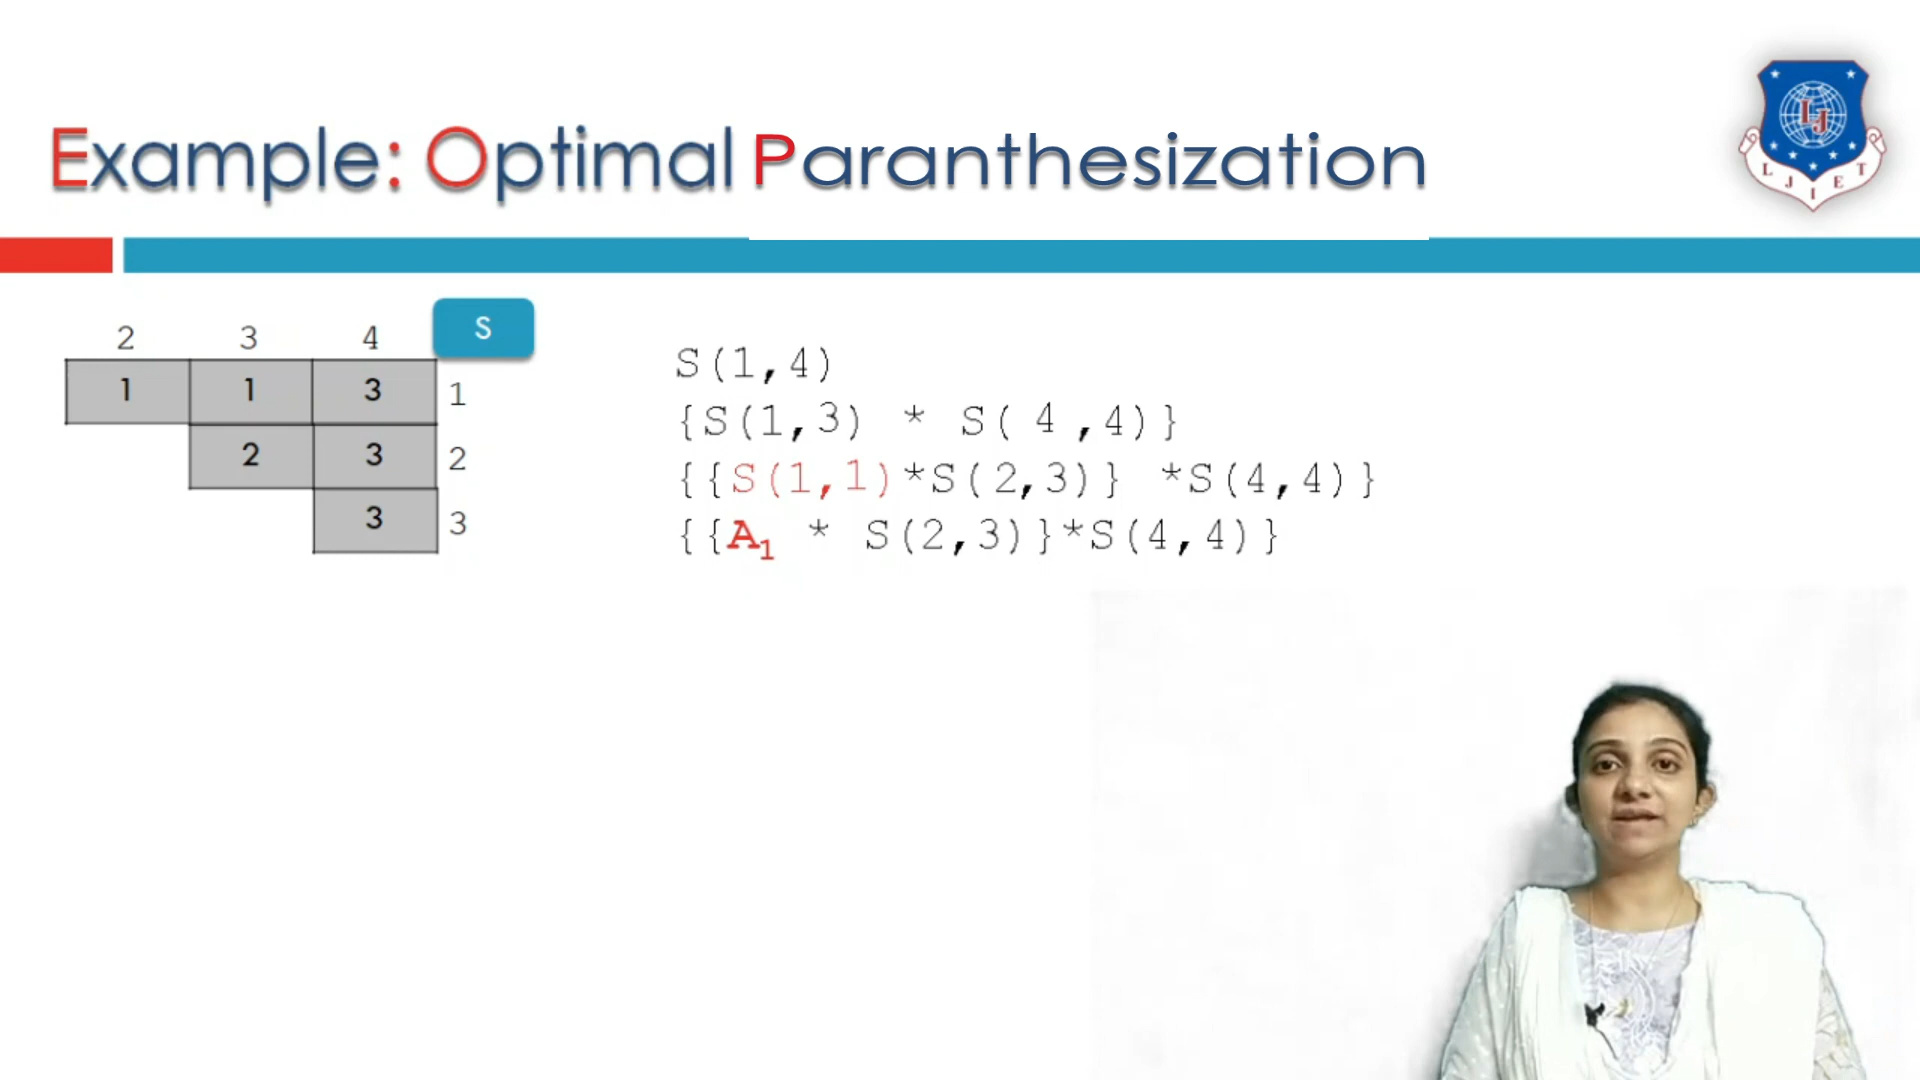 Example: Optimal Paranthesization
LJIET
2 3 4 S
1 1 3 1
2 3 2
3 3
S(1,4)
{S(1,3) * S( 4 ,4)}
{{S(1,1)*S(2,3)} *S(4,4)}
{{A₁ * S(2,3)}*S(4,4)}